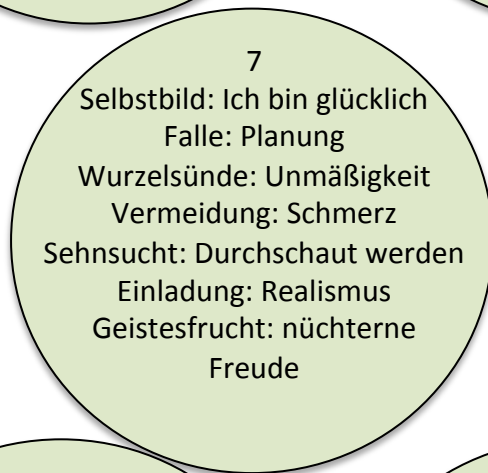 7
Selbstbild: Ich bin glücklich
Falle: Planung
Wurzelsünde: Unmäßigkeit
Vermeidung: Schmerz
Sehnsucht: Durchschaut werden
Einladung: Realismus
Geistesfrucht: nüchterne
Freude